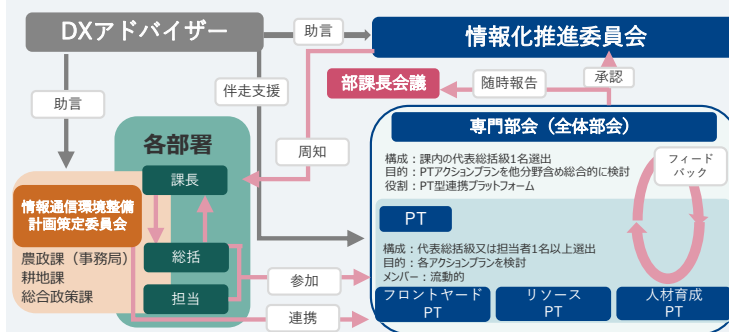 DXアドバイザー
助言
情報化推進委員会
部課長会議
随時報告
承認
助言
伴走支援
専門部会（全体部会）
各部署
周知
構成：課内の代表総括級1名選出
目的：PTアクションプランを他分野含め総合的に検討
役割：PT型連携プラットフォーム
フィード
バック
課長
情報通信環境整備
計画策定委員会
PT
農政課（事務局）
耕地課
総合政策課
総括
構成：代表総括級又は担当者1名以上選出
目的：各アクションプランを検討
メンバー：流動的
参加
担当
フロントヤード
PT
リソース
PT
人材育成
PT
連携